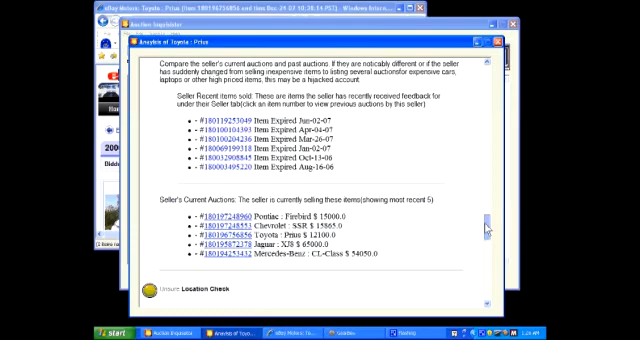 eBay Motors: Toyota : Prius (item 180196756856 end time Dec-24-07 10:30:14 PST) - Windows Internet
Auction Inspektor
Anaylsis of Toyota : Prius
Compare the seller's current auctions and past auctions. If they are noticably different or if the seller
has suddenly changed from selling inexpensive items to listing several auctionsfor expensive cars,
laptops or other high priced items, this may be a hijacked account.
Seller Recent items sold: These are items the seller has recently received feedback for
under their Seller tab(click an item number to view previous auctions by this seller)
- #180119253049 Item Expired Jun-02-07
- #180100104393 Item Expired Apr-04-07
- #180100204236 Item Expired Mar-26-07
- #180069199318 Item Expired Jan-02-07
- #180032908845 Item Expired Oct-13-06
- #180003495220 Item Expired Aug-16-06
Seller's Current Auctions: The seller is currently selling these items(showing most recent 5)
- #180197248960 Pontiac : Firebird $ 15000.0
- #180197248553 Chevrolet : SSR $ 15865.0
- #180196756856 Toyota : Prius $ 12100.0
- #180195872378 Jaguar : XJ8 $ 65000.0
- #180194253432 Mercedes-Benz : CL-Class $ 54050.0
Unsure Location Check
200
Bidd
start
Anaylsis of Toyo
eBay Motors: To